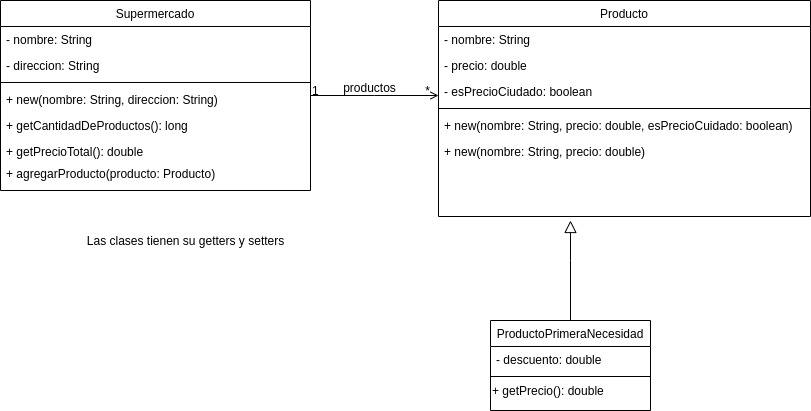 Supermercado
- nombre: String
- direccion: String
+ new(nombre: String, direccion: String)
+ getCantidadDeProductos(): long
+ getPrecioTotal(): double
+ agregarProducto(producto: Producto)
1 productos *
Producto
- nombre: String
- precio: double
- esPrecioCiudado: boolean
+ new(nombre: String, precio: double, esPrecioCuidado: boolean)
+ new(nombre: String, precio: double)
Las clases tienen su getters y setters
ProductoPrimeraNecesidad
- descuento: double
+ getPrecio(): double